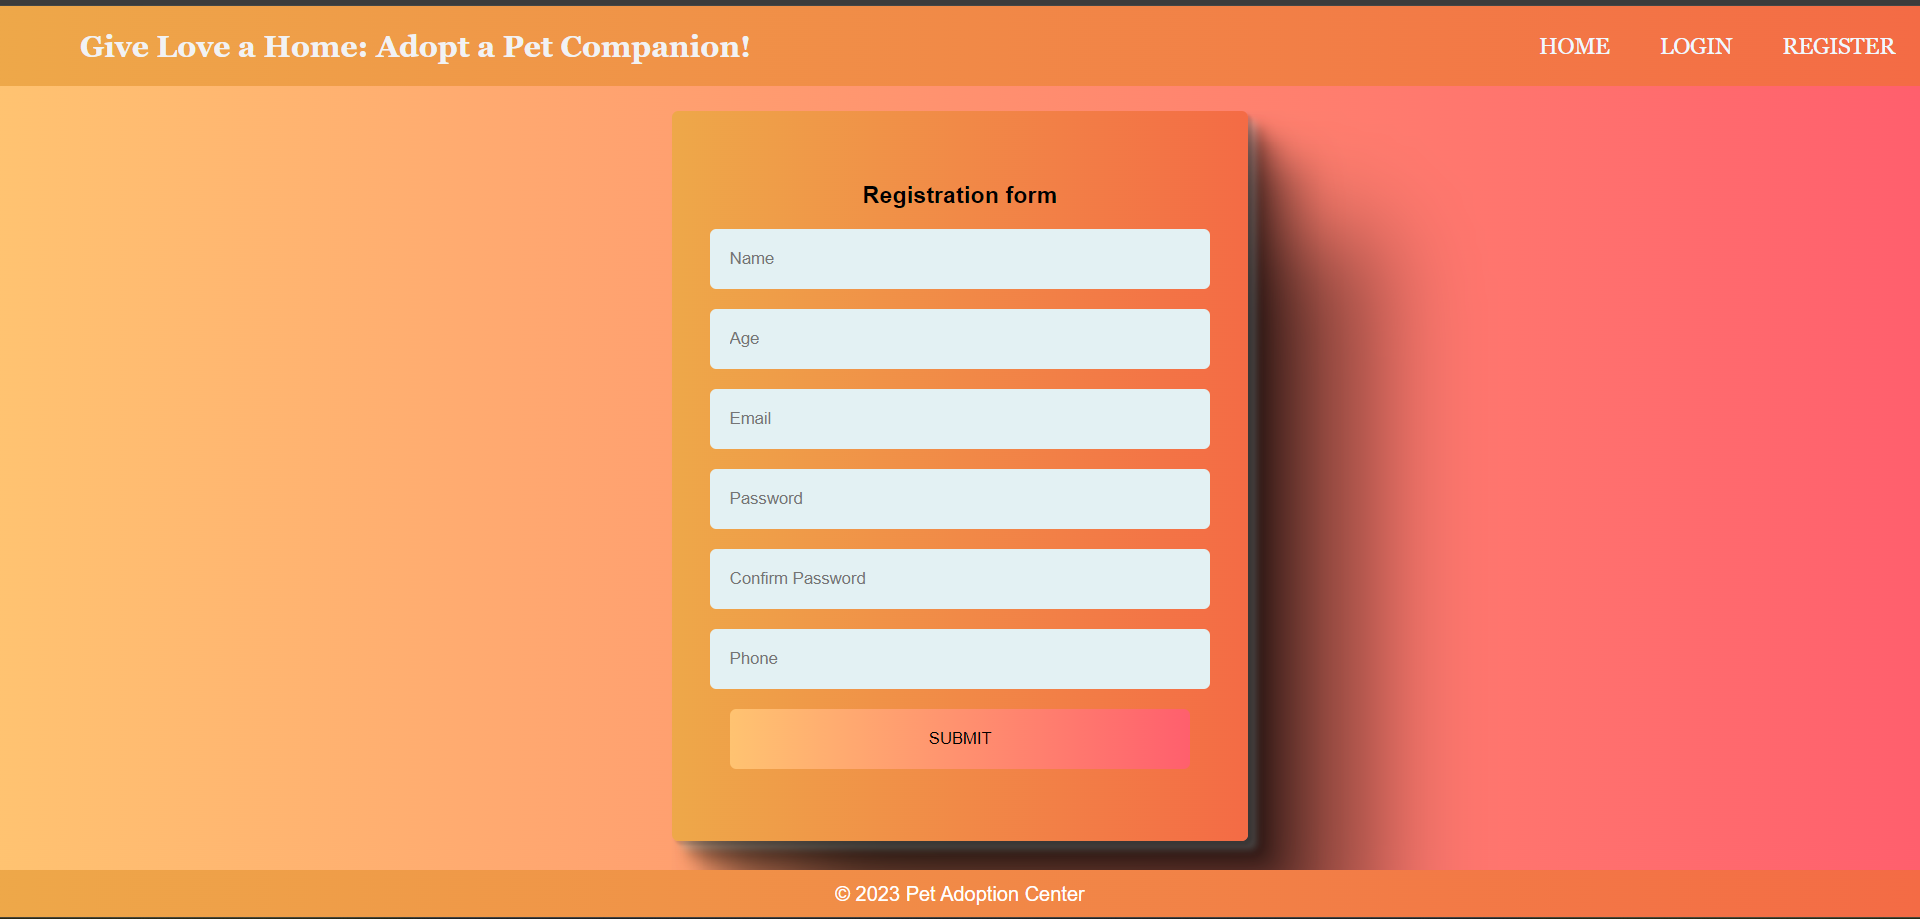 Give Love a Home: Adopt a Pet Companion!
HOME LOGIN REGISTER
Registration form
Name
Age
Email
Password
Confirm Password
Phone
SUBMIT
© 2023 Pet Adoption Center